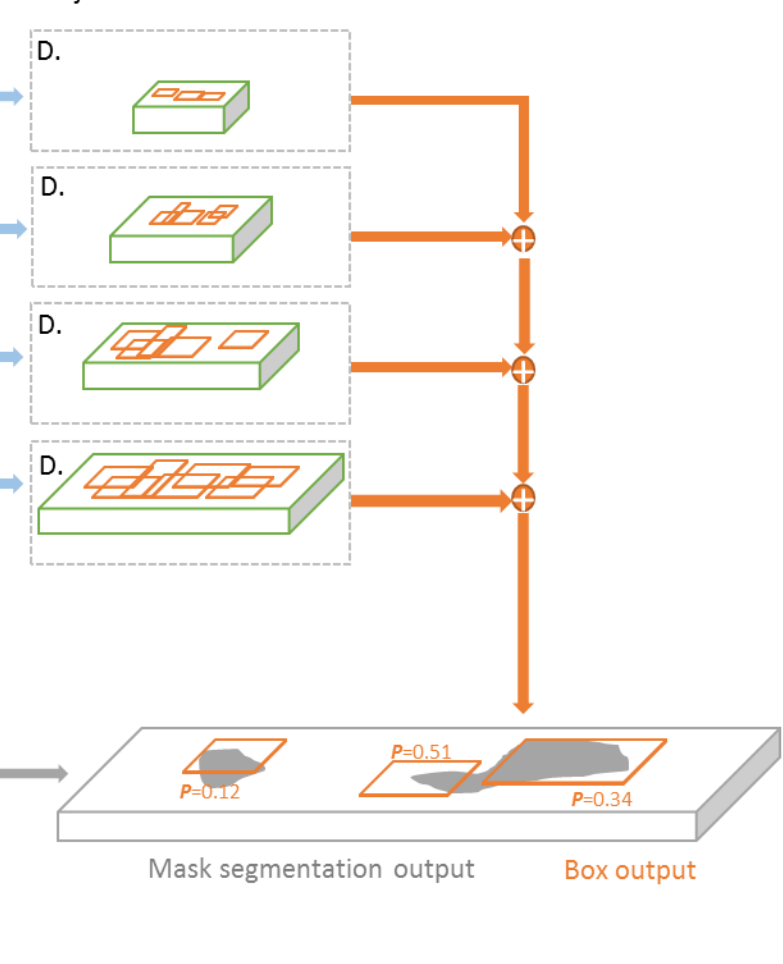 D.
D.
D.
D.
P=0.51
P=0.12
P=0.34
Mask segmentation output
Box output